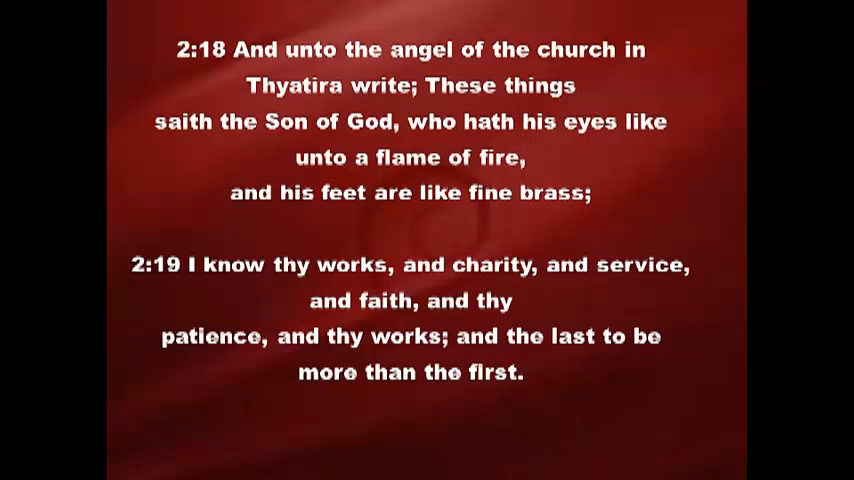 2:18 And unto the angel of the church in
Thyatira write; These things
saith the Son of God, who hath his eyes like
unto a flame of fire,
and his feet are like fine brass;
2:19 I know thy works, and charity, and service,
and faith, and thy
patience, and thy works; and the last to be
more than the first.